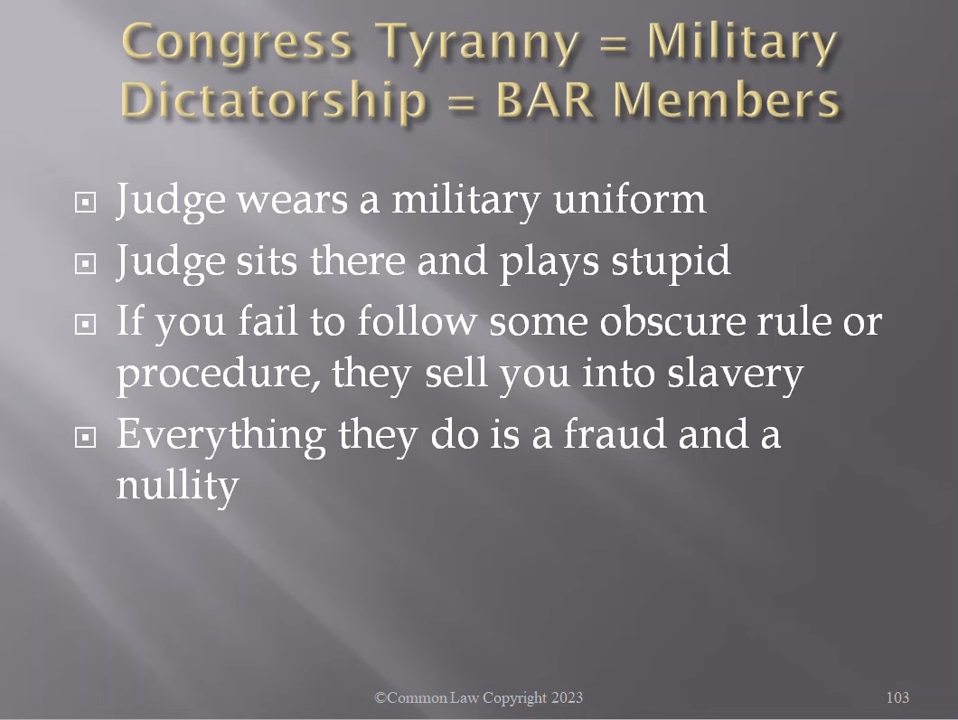 Congress Tyranny = Military
Dictatorship = BAR Members
Judge wears a military uniform
Judge sits there and plays stupid
If you fail to follow some obscure rule or
procedure, they sell you into slavery
Everything they do is a fraud and a
nullity
©Common Law Copyright 2023
103